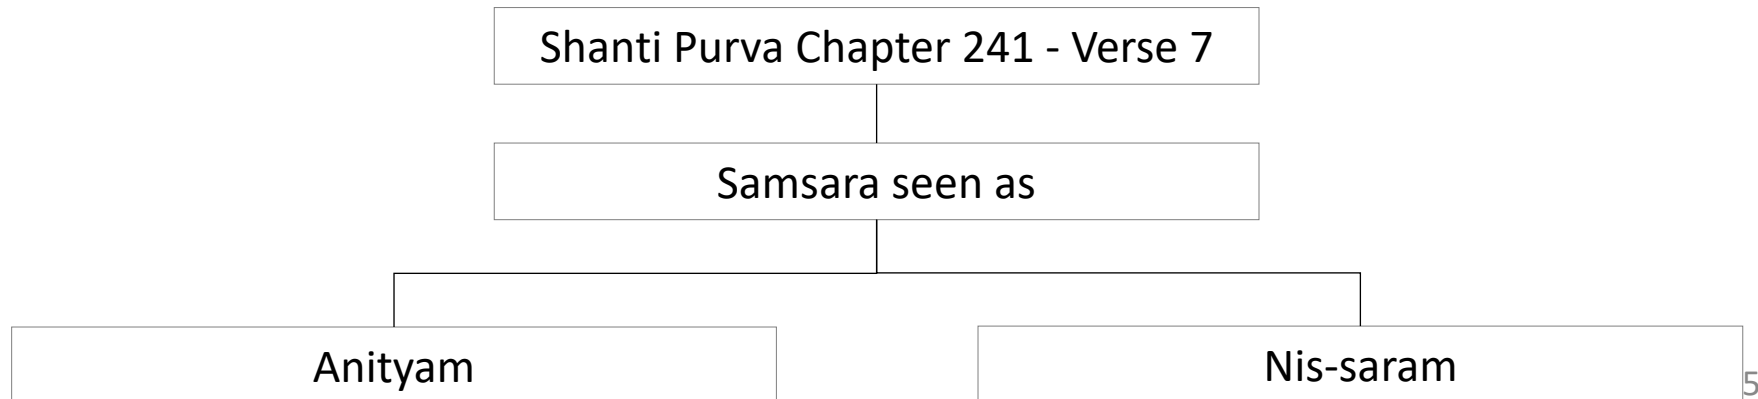 Shanti Purva Chapter 241 - Verse 7
Samsara seen as
Anityam
Nis-saram
5